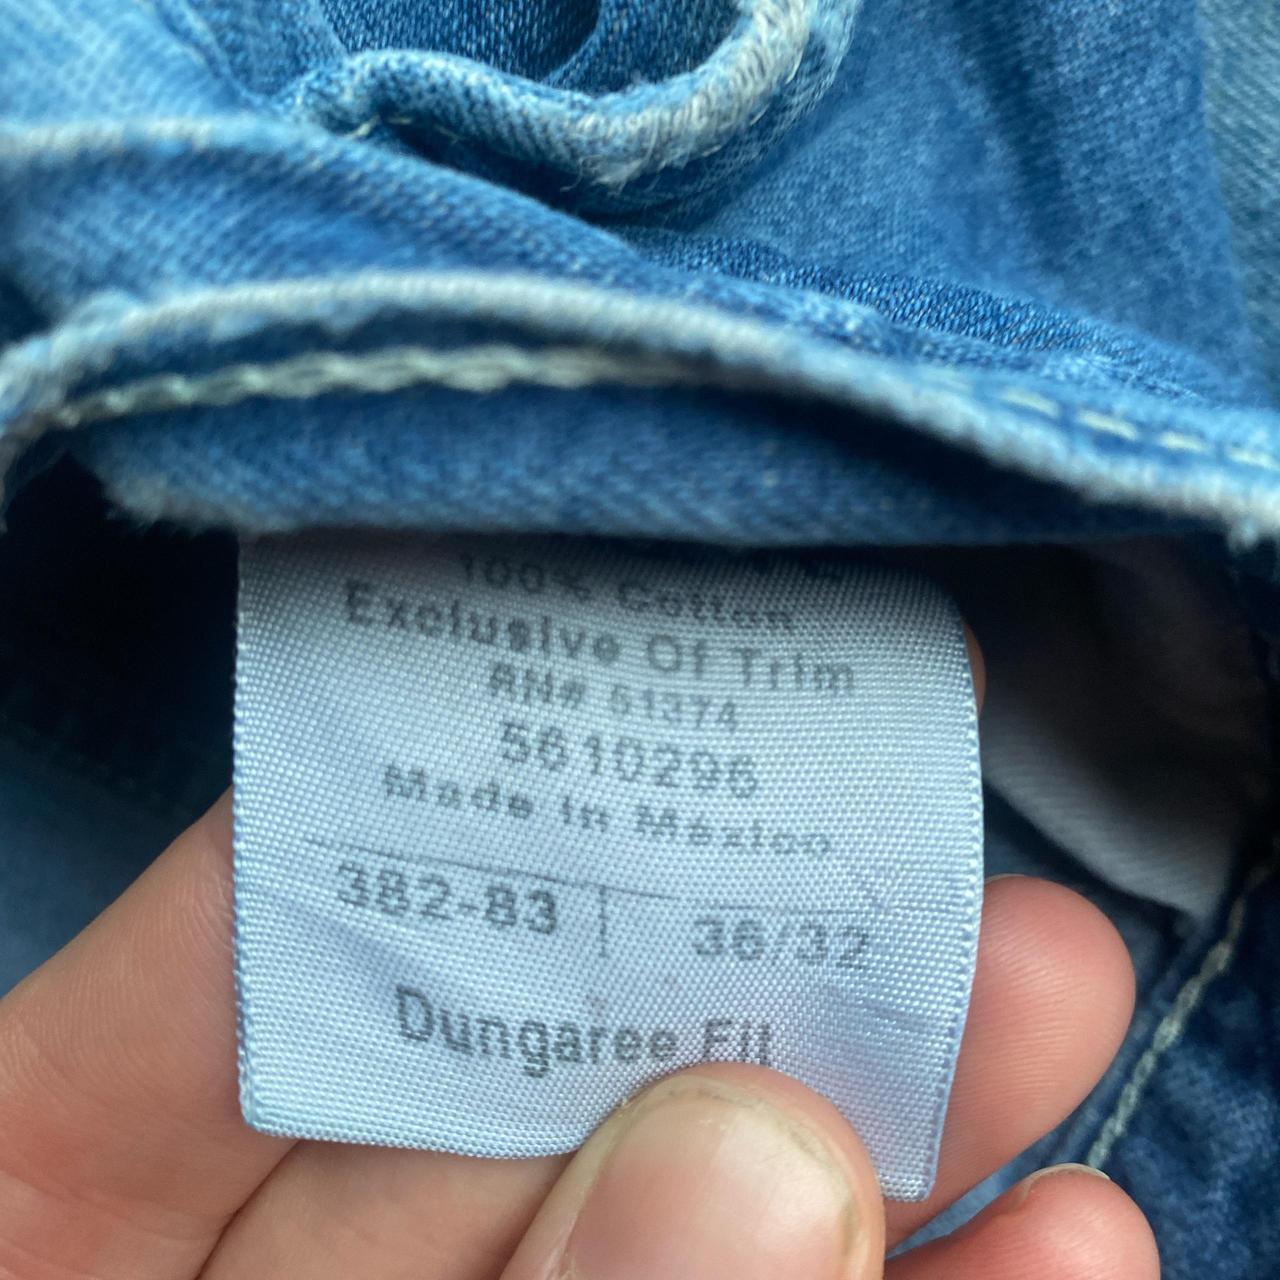 100% Cotton
Exclusive Of Trim
RN# 51374
5610296
Made in Mexico
382-83 36/32
Dungaree Fit